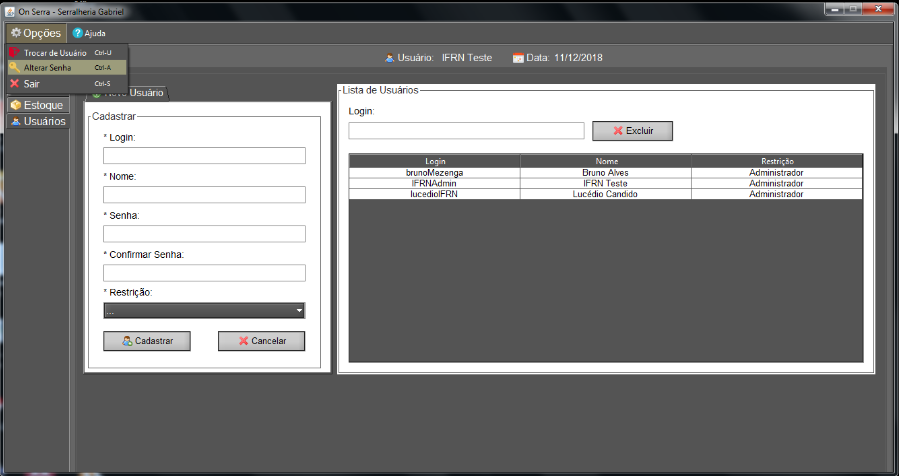 On Serra - Serralheria Gabriel
Opções Ajuda
Trocar de Usuário Ctrl-U
Alterar Senha Ctrl-A
Sair Ctrl-S
Usuário: IFRN Teste Data: 11/12/2018
Estoque
Usuários
Novo Usuário
Cadastrar
* Login:
* Nome:
* Senha:
* Confirmar Senha:
* Restrição:
...
Cadastrar Cancelar
Lista de Usuários
Login:
Excluir
Login Nome Restrição
brunoMezenga Bruno Alves Administrador
IFRNAdmin IFRN Teste Administrador
lucedioIFRN Lucédio Candido Administrador